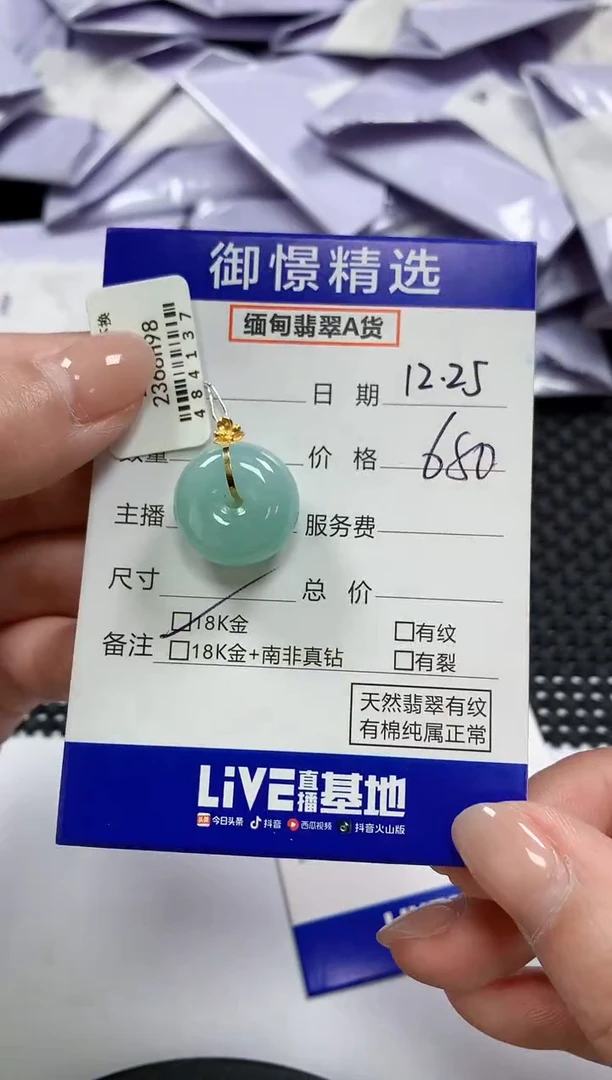 御憬精选
缅甸翡翠A货
日期 12.25
价格 680
主播 服务费
尺寸 总价
备注 18K金 有纹
18K金+南非真钻 有裂
天然翡翠有纹
有棉纯属正常
LiVE直播基地
头条 今日头条 抖音 西瓜视频 抖音火山版
484137